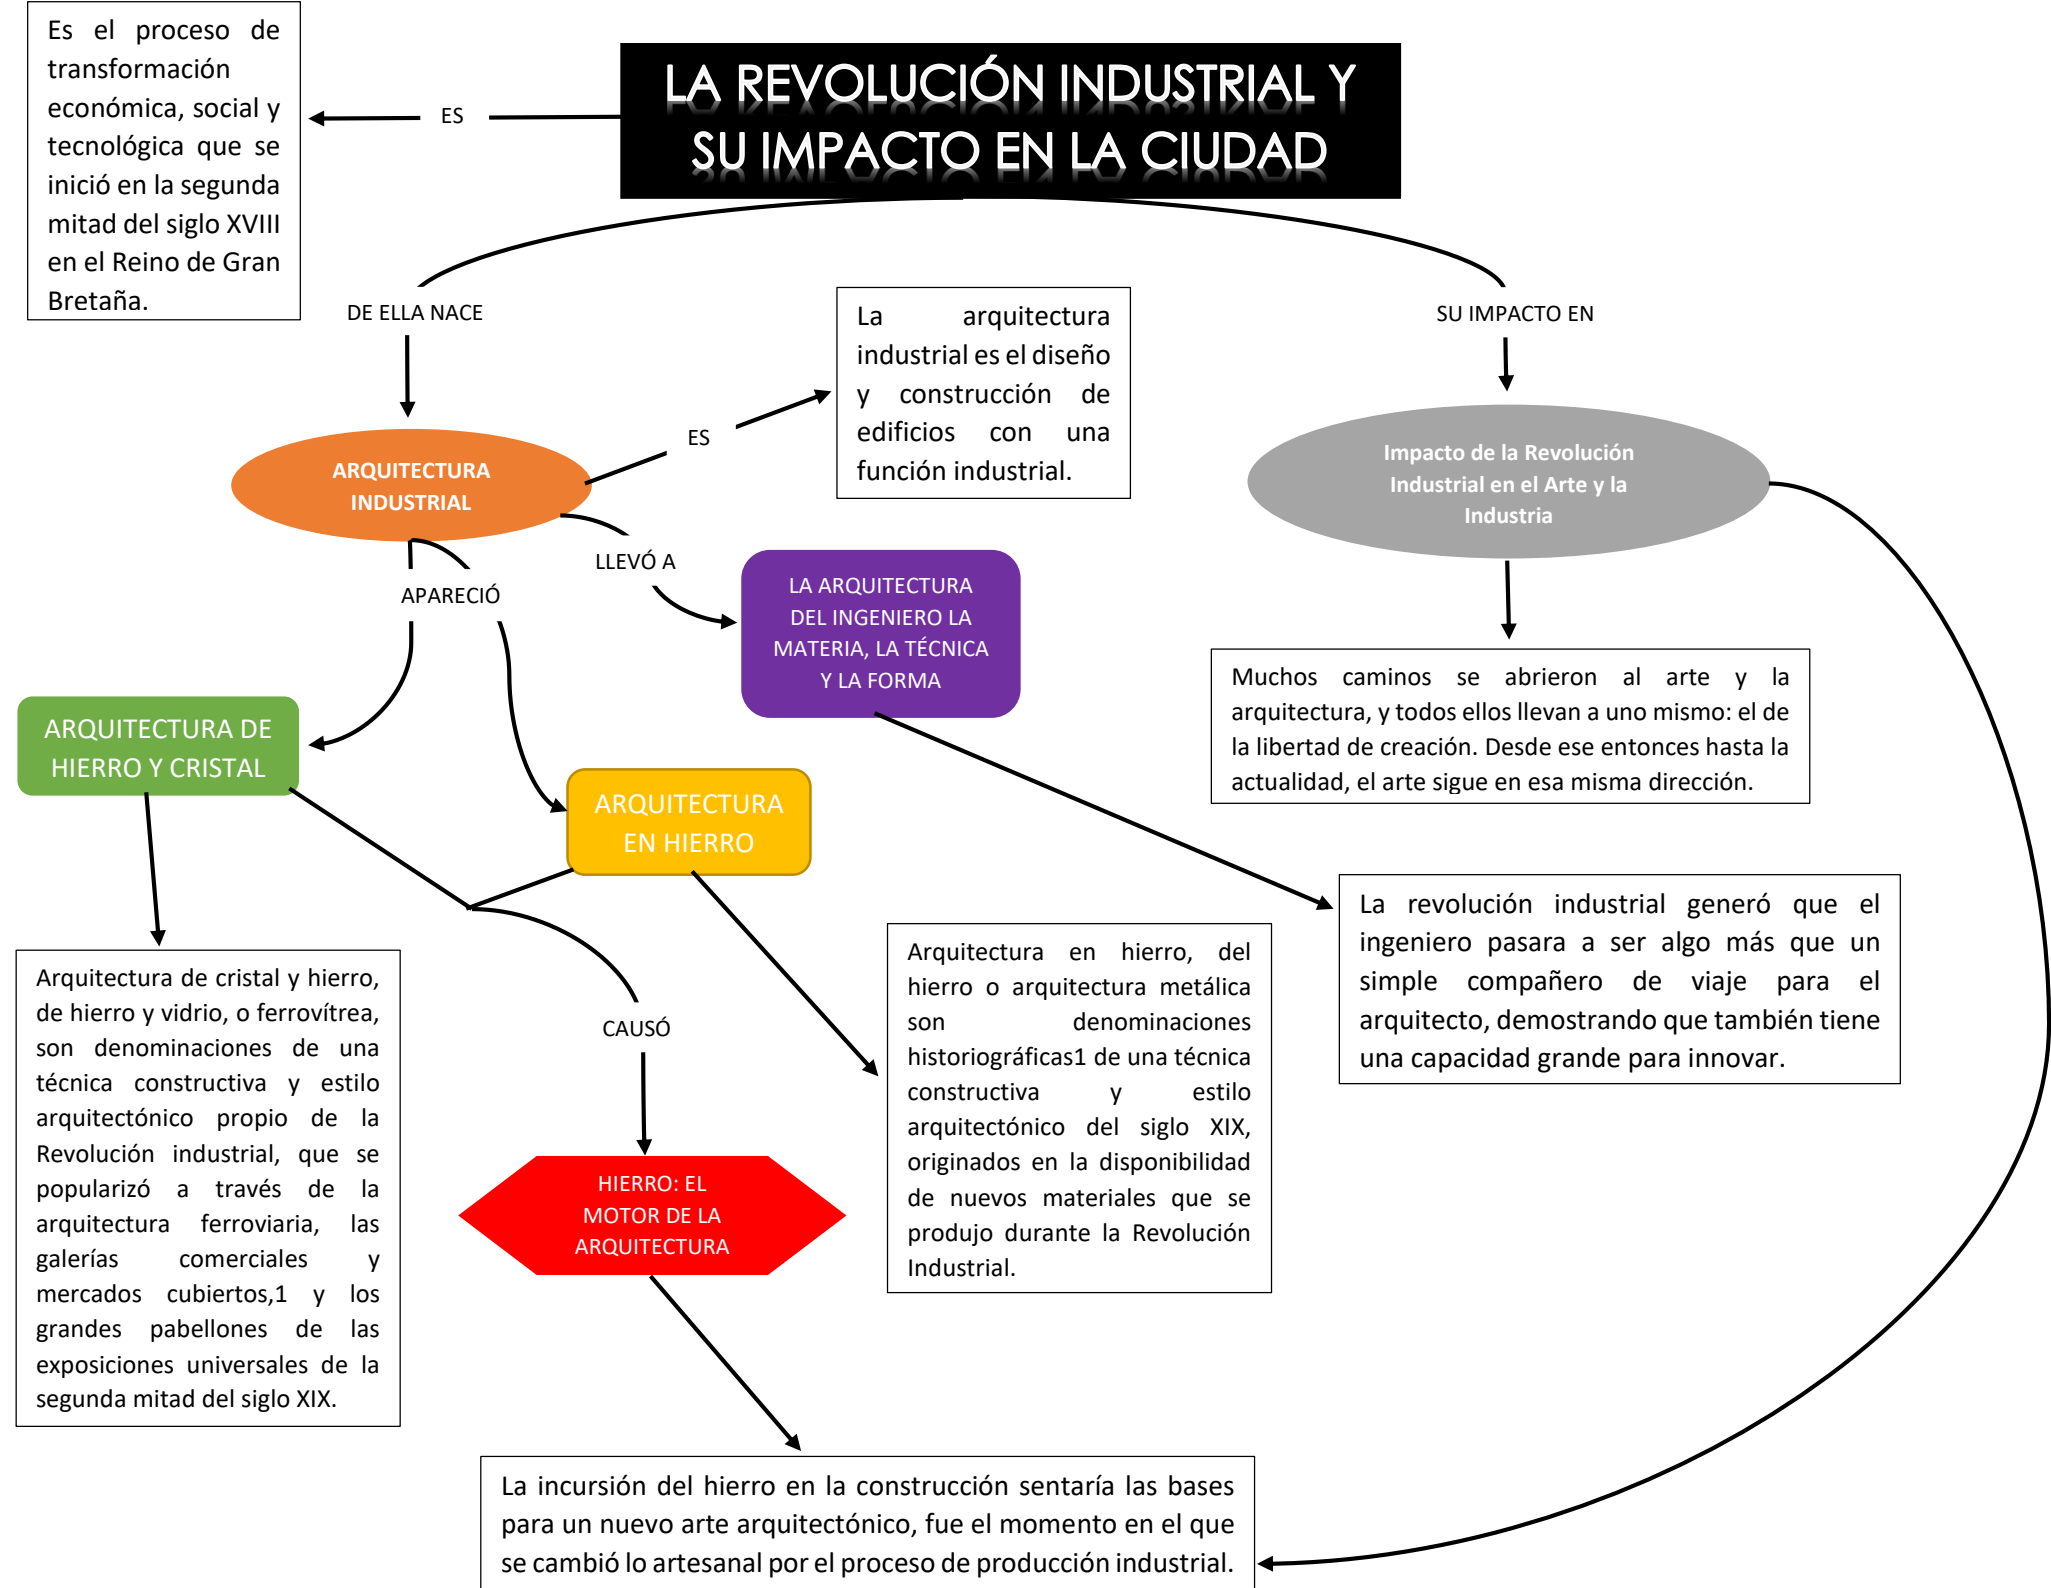 Es el proceso de
transformación
económica, social y
tecnológica que se
inició en la segunda
mitad del siglo XVIII
en el Reino de Gran
Bretaña.
ES
LA REVOLUCIÓN INDUSTRIAL Y
SU IMPACTO EN LA CIUDAD
DE ELLA NACE
SU IMPACTO EN
ARQUITECTURA
INDUSTRIAL
ES
La arquitectura
industrial es el diseño
y construcción de
edificios con una
función industrial.
Impacto de la Revolución
Industrial en el Arte y la
Industria
LLEVÓ A
APARECIÓ
LA ARQUITECTURA
DEL INGENIERO LA
MATERIA, LA TÉCNICA
Y LA FORMA
Muchos caminos se abrieron al arte y la
arquitectura, y todos ellos llevan a uno mismo: el de
la libertad de creación. Desde ese entonces hasta la
actualidad, el arte sigue en esa misma dirección.
ARQUITECTURA DE
HIERRO Y CRISTAL
ARQUITECTURA
EN HIERRO
La revolución industrial generó que el
ingeniero pasara a ser algo más que un
simple compañero de viaje para el
arquitecto, demostrando que también tiene
una capacidad grande para innovar.
Arquitectura de cristal y hierro,
de hierro y vidrio, o ferrovítrea,
son denominaciones de una
técnica constructiva y estilo
arquitectónico propio de la
Revolución industrial, que se
popularizó a través de la
arquitectura ferroviaria, las
galerías comerciales y
mercados cubiertos,1 y los
grandes pabellones de las
exposiciones universales de la
segunda mitad del siglo XIX.
CAUSÓ
Arquitectura en hierro, del
hierro o arquitectura metálica
son denominaciones
historiográficas1 de una técnica
constructiva y estilo
arquitectónico del siglo XIX,
originados en la disponibilidad
de nuevos materiales que se
produjo durante la Revolución
Industrial.
HIERRO: EL
MOTOR DE LA
ARQUITECTURA
La incursión del hierro en la construcción sentaría las bases
para un nuevo arte arquitectónico, fue el momento en el que
se cambió lo artesanal por el proceso de producción industrial.